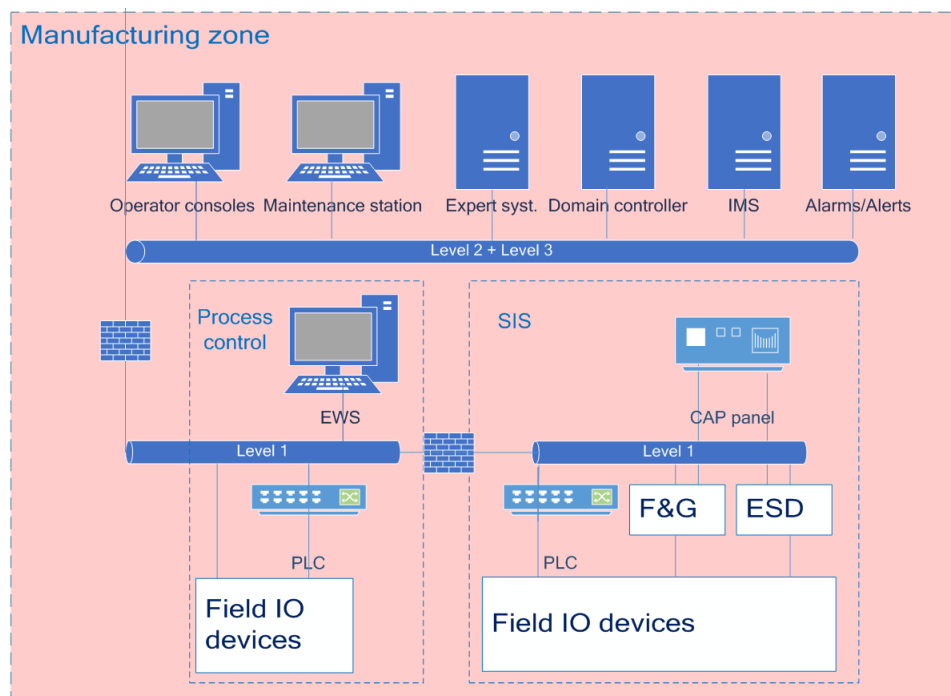 Manufacturing zone
Operator consoles
Maintenance station
Expert syst.
Domain controller
IMS
Alarms/Alerts
Level 2 + Level 3
Process
control
SIS
EWS
CAP panel
Level 1
Level 1
F&G
ESD
PLC
PLC
Field IO
devices
Field IO devices